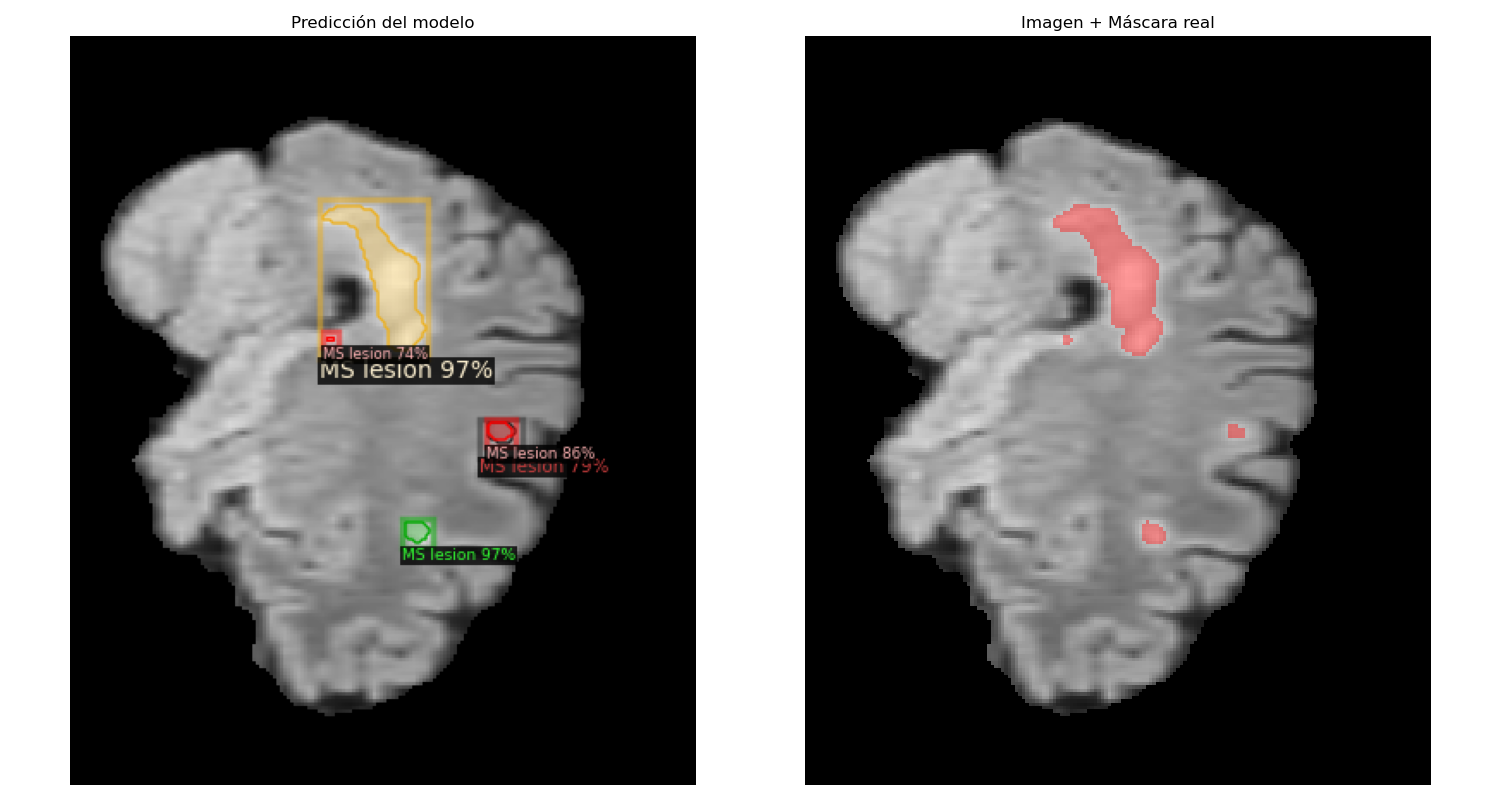 Predicción del modelo
Imagen + Máscara real
MS lesion 74%
MS lesion 97%
MS lesion 86%
MS lesion 79%
MS lesion 97%